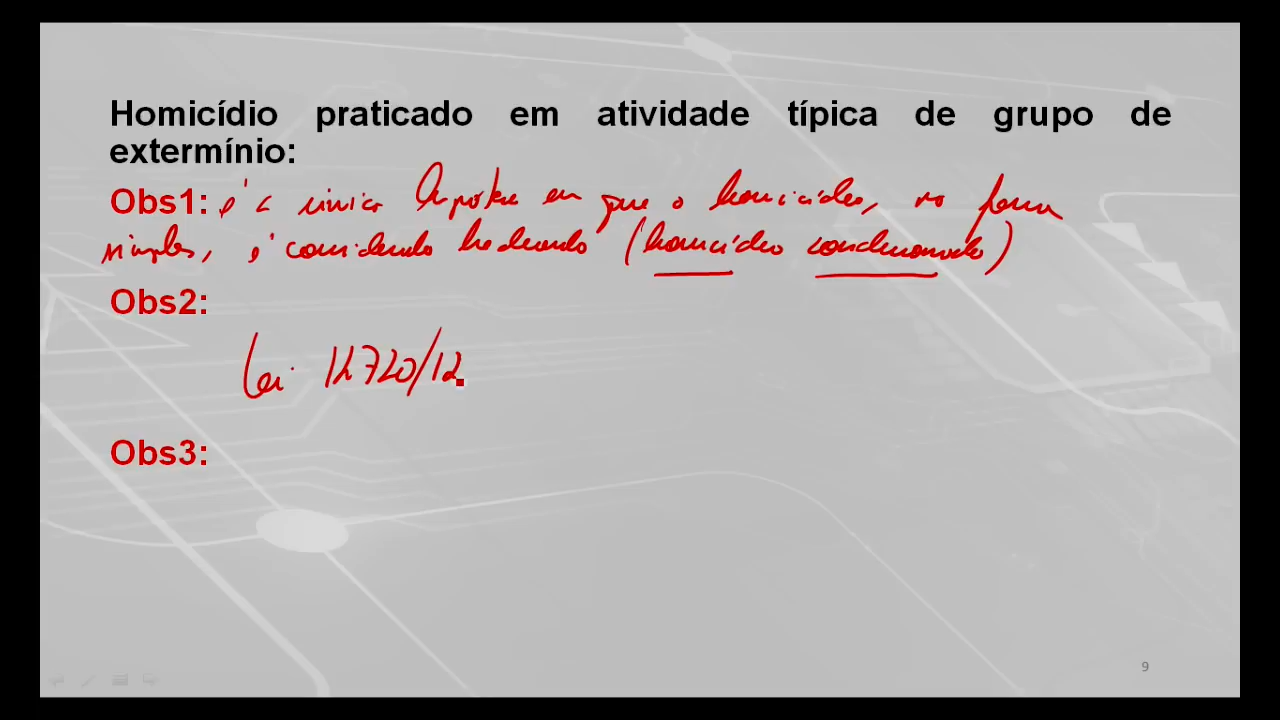 Homicídio praticado em atividade típica de grupo de
extermínio:
Obs1: é a única hipótese em que o homicídio, na forma
simples, é considerado hediondo (homicídio condicionado)
Obs2:
Lei 12720/12.
Obs3:
9